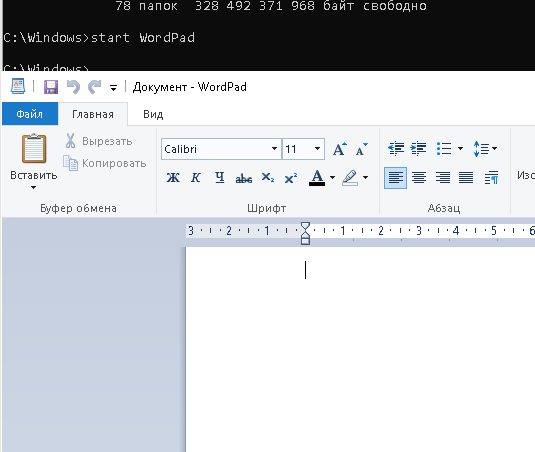 78 папок  328 492 371 968 байт свободно
C:\Windows>start WordPad
C:\Windows>
Документ - WordPad
Файл Главная Вид
Вставить
Вырезать
Копировать
Буфер обмена
Calibri 11 A A
Ж К Ч abc X₂ X² A
Шрифт
Абзац
3 2 1 1 2 3 4 5 6